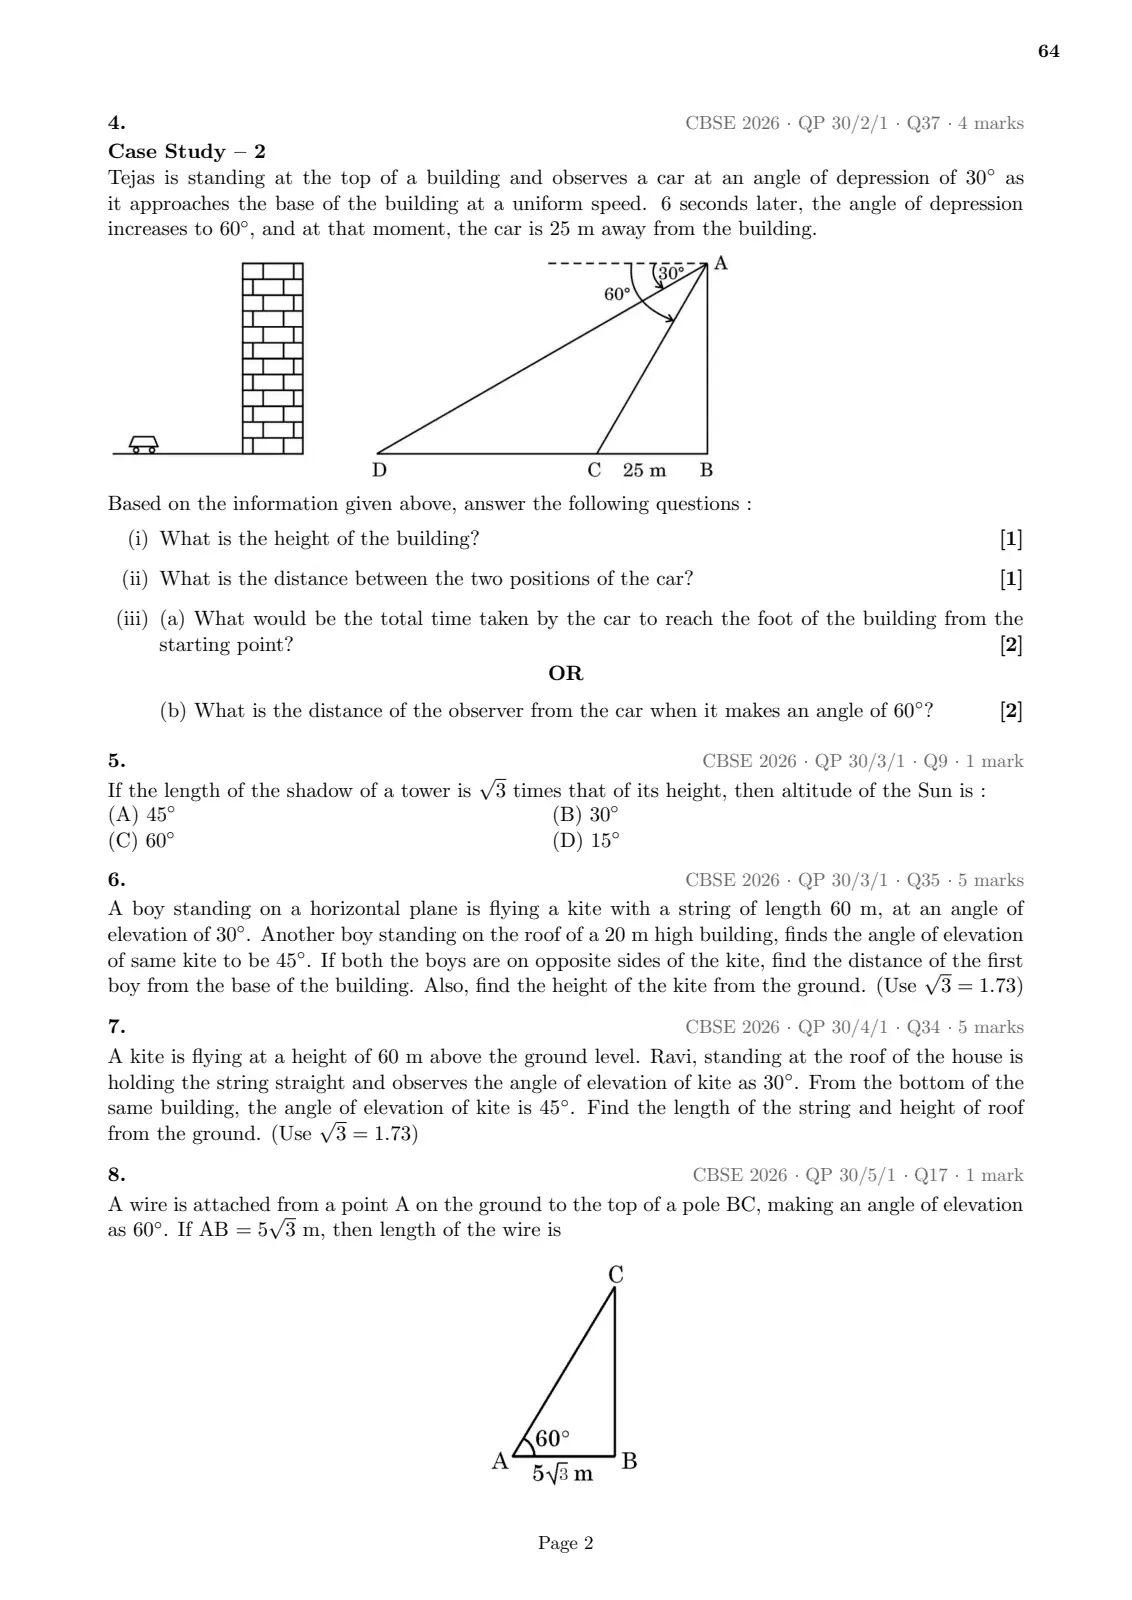 64
4. CBSE 2026 · QP 30/2/1 · Q37 · 4 marks
Case Study – 2
Tejas is standing at the top of a building and observes a car at an angle of depression of 30° as
it approaches the base of the building at a uniform speed. 6 seconds later, the angle of depression
increases to 60°, and at that moment, the car is 25 m away from the building.
A
30°
60°
D C 25 m B
Based on the information given above, answer the following questions :
(i) What is the height of the building? [1]
(ii) What is the distance between the two positions of the car? [1]
(iii) (a) What would be the total time taken by the car to reach the foot of the building from the
starting point? [2]
OR
(b) What is the distance of the observer from the car when it makes an angle of 60°? [2]
5. CBSE 2026 · QP 30/3/1 · Q9 · 1 mark
If the length of the shadow of a tower is √3 times that of its height, then altitude of the Sun is :
(A) 45° (B) 30°
(C) 60° (D) 15°
6. CBSE 2026 · QP 30/3/1 · Q35 · 5 marks
A boy standing on a horizontal plane is flying a kite with a string of length 60 m, at an angle of
elevation of 30°. Another boy standing on the roof of a 20 m high building, finds the angle of elevation
of same kite to be 45°. If both the boys are on opposite sides of the kite, find the distance of the first
boy from the base of the building. Also, find the height of the kite from the ground. (Use √3 = 1.73)
7. CBSE 2026 · QP 30/4/1 · Q34 · 5 marks
A kite is flying at a height of 60 m above the ground level. Ravi, standing at the roof of the house is
holding the string straight and observes the angle of elevation of kite as 30°. From the bottom of the
same building, the angle of elevation of kite is 45°. Find the length of the string and height of roof
from the ground. (Use √3 = 1.73)
8. CBSE 2026 · QP 30/5/1 · Q17 · 1 mark
A wire is attached from a point A on the ground to the top of a pole BC, making an angle of elevation
as 60°. If AB = 5√3 m, then length of the wire is
C
60°
A B
5√3 m
Page 2